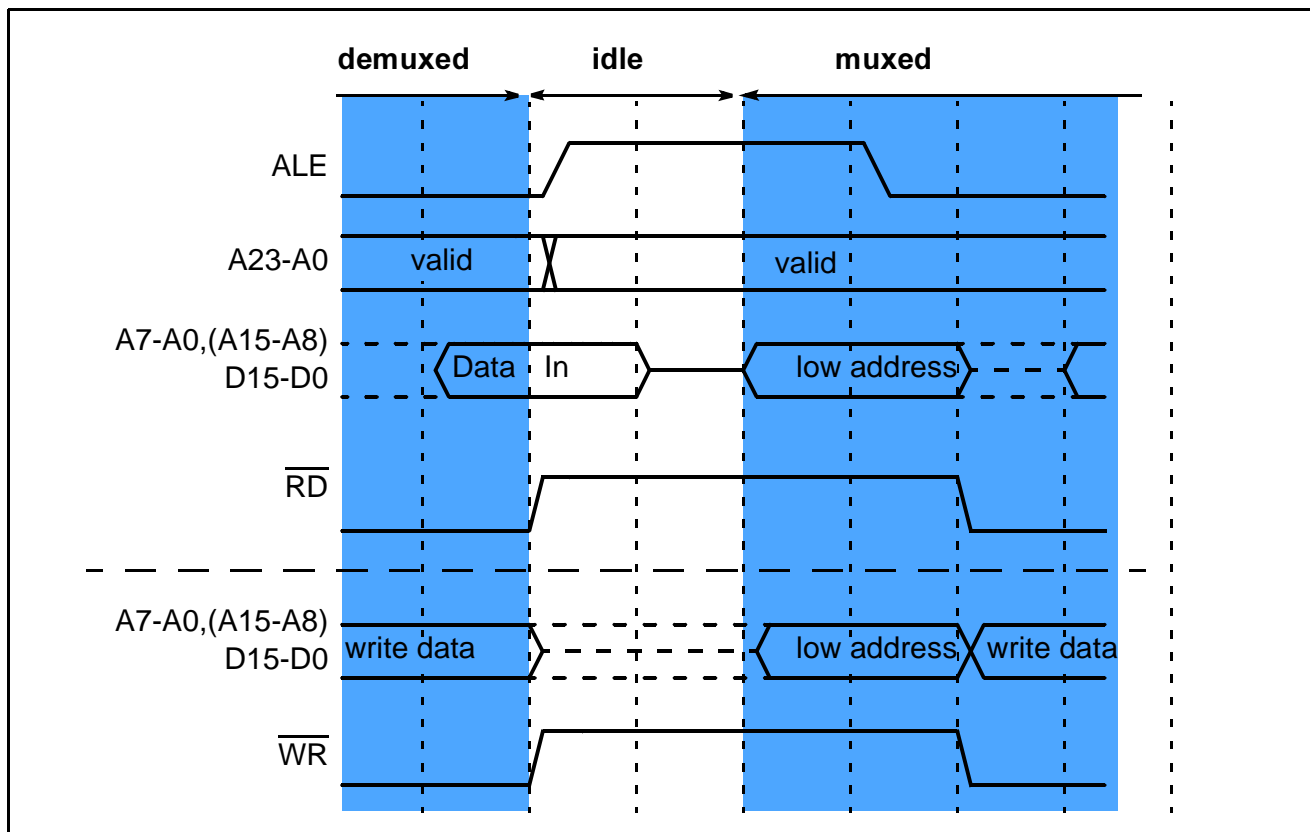 demuxed idle muxed
ALE
A23-A0 valid valid
A7-A0,(A15-A8)
D15-D0 Data In low address
RD
A7-A0,(A15-A8)
D15-D0 write data low address write data
WR